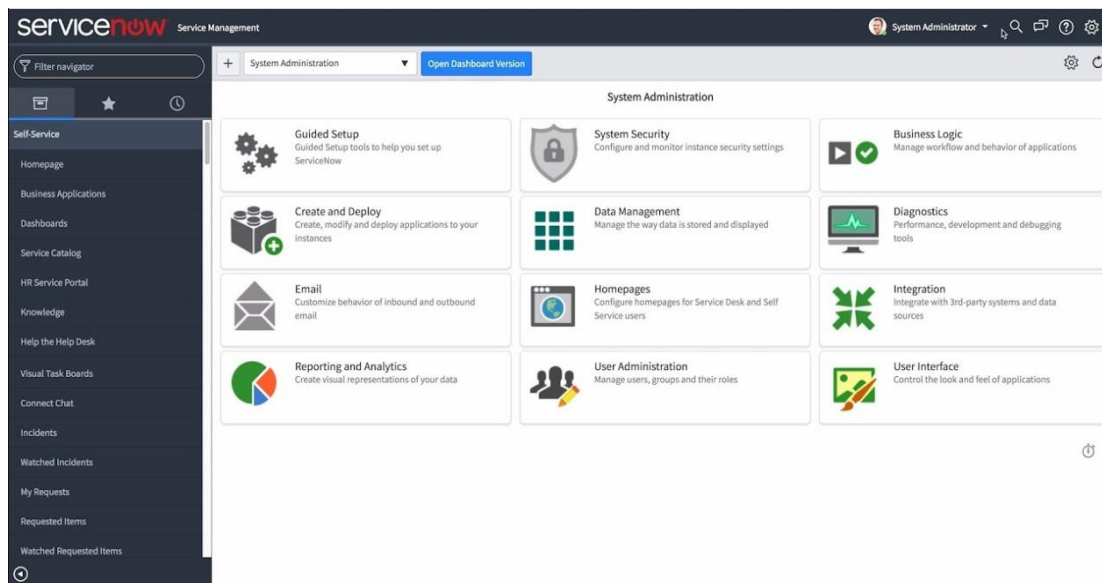 servicenow Service Management
System Administrator
Filter navigator
Self-Service
Homepage
Business Applications
Dashboards
Service Catalog
HR Service Portal
Knowledge
Help the Help Desk
Visual Task Boards
Connect Chat
Incidents
Watched Incidents
My Requests
Requested Items
Watched Requested Items
System Administration
Open Dashboard Version
System Administration
Guided Setup
Guided Setup tools to help you set up
ServiceNow
System Security
Configure and monitor instance security settings
Business Logic
Manage workflow and behavior of applications
Create and Deploy
Create, modify and deploy applications to your
instances
Data Management
Manage the way data is stored and displayed
Diagnostics
Performance, development and debugging
tools
Email
Customize behavior of inbound and outbound
email
Homepages
Configure homepages for Service Desk and Self
Service users
Integration
Integrate with 3rd-party systems and data
sources
Reporting and Analytics
Create visual representations of your data
User Administration
Manage users, groups and their roles
User Interface
Control the look and feel of applications